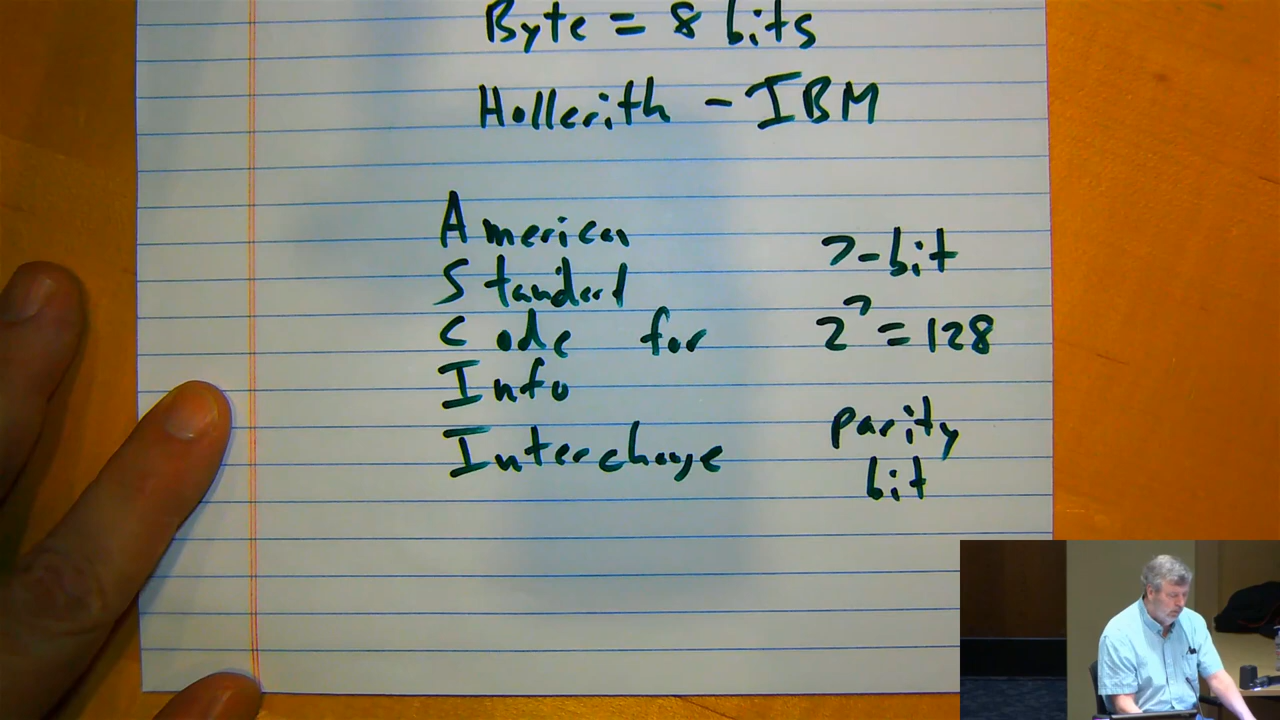 Byte = 8 bits
Hollerith - IBM
American
Standard
Code for
Info
Interchange
7-bit
2⁷ = 128
parity
bit